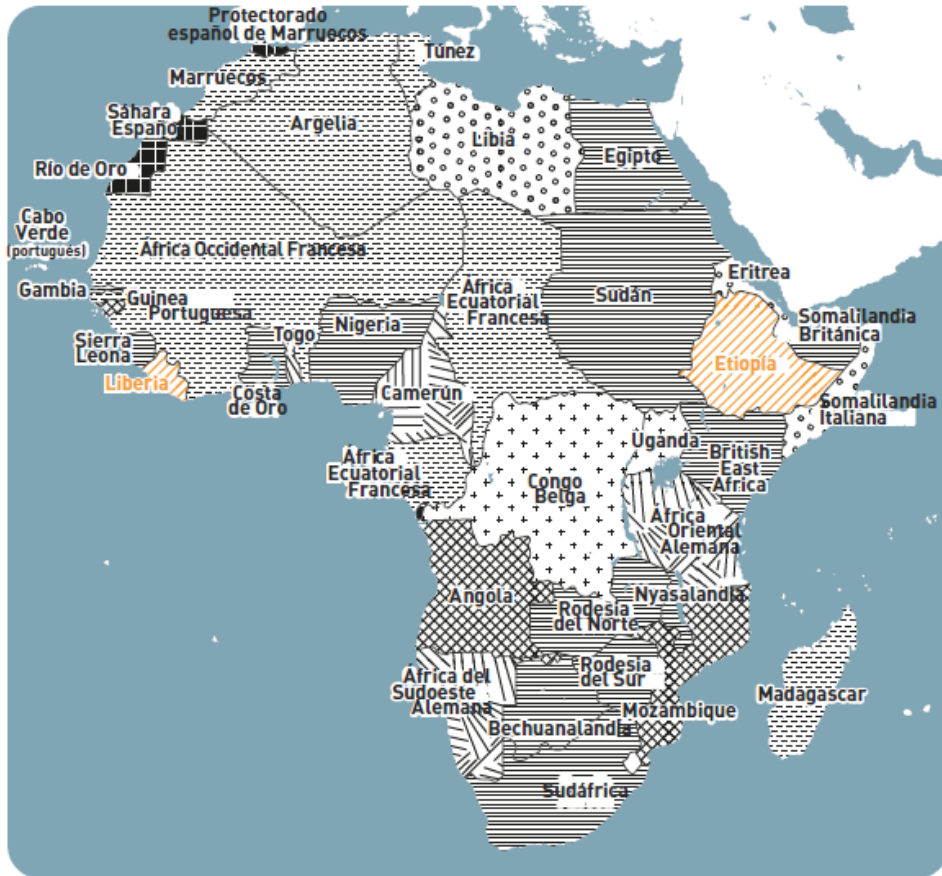 Protectorado
español de Marruecos
Túnez
Marruecos
Sáhara
Españo
Argelia
Libia
Egipto
Río de Oro
Cabo
Verde
(portugués)
África Occidental Francesa
Gambia
Guinea
Portuguesa
África
Ecuatorial
Francesa
Sudán
Eritrea
Somalilandia
Británica
Sierra
Leona
Togo
Nigeria
Liberia
Costa
de Oro
Camerún
Etiopía
Somalilandia
Italiana
Uganda
British
East
Africa
África
Ecuatorial
Francesa
Congo
Belga
África
Oriental
Alemana
Angola
Nyasalandia
Rodesia
del Norte
África del
Sudoeste
Alemana
Rodesia
del Sur
Mozambique
Madagascar
Bechuanalandia
Sudáfrica